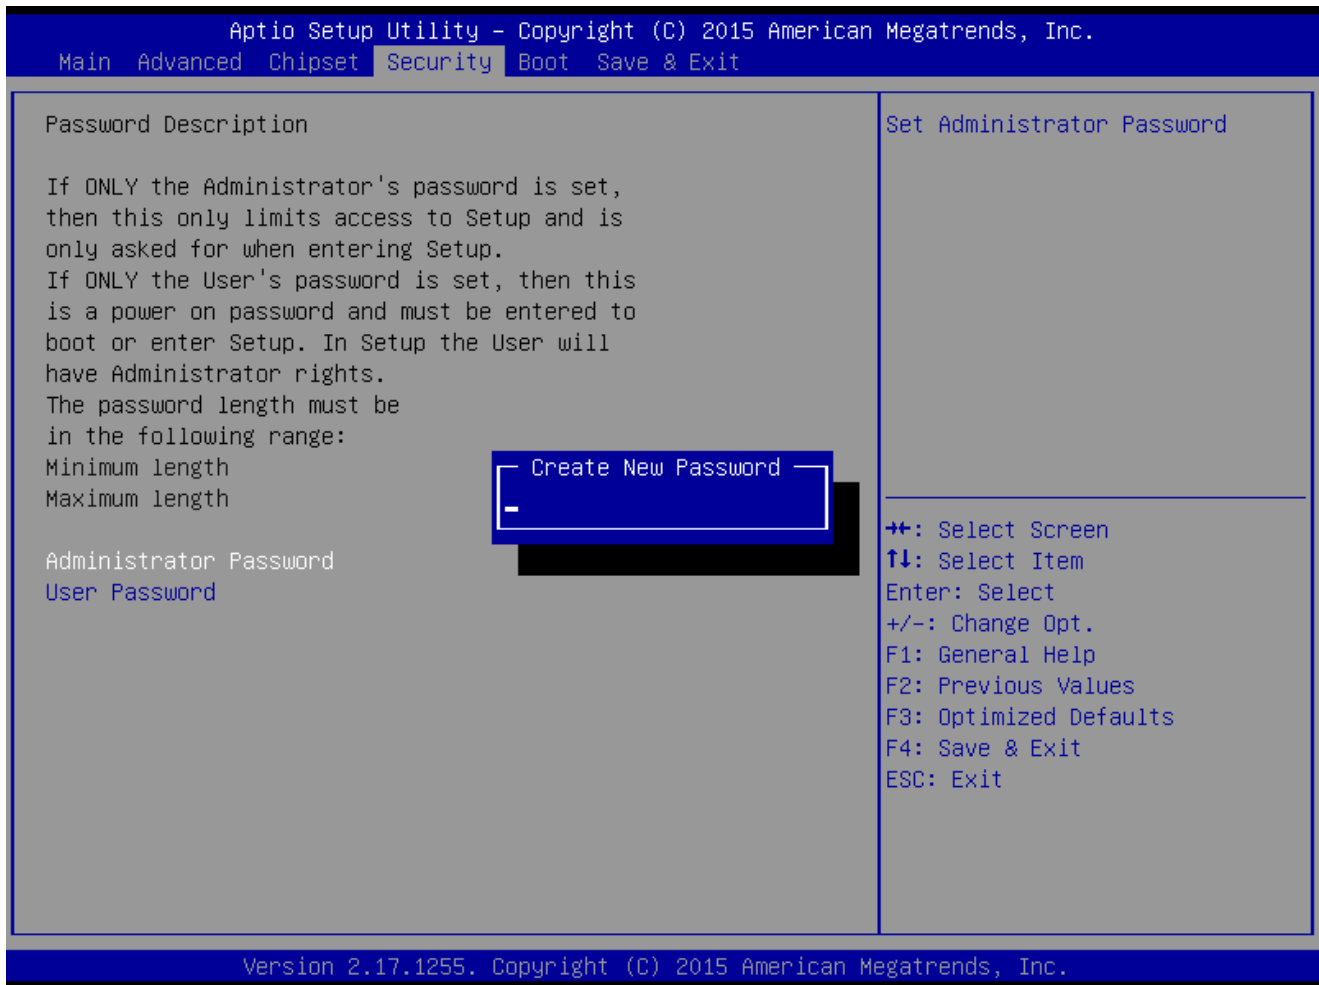 Aptio Setup Utility – Copyright (C) 2015 American Megatrends, Inc.
Main Advanced Chipset Security Boot Save & Exit
Password Description
If ONLY the Administrator's password is set,
then this only limits access to Setup and is
only asked for when entering Setup.
If ONLY the User's password is set, then this
is a power on password and must be entered to
boot or enter Setup. In Setup the User will
have Administrator rights.
The password length must be
in the following range:
Minimum length
Maximum length
Administrator Password
User Password
Create New Password
Set Administrator Password
→←: Select Screen
↑↓: Select Item
Enter: Select
+/-: Change Opt.
F1: General Help
F2: Previous Values
F3: Optimized Defaults
F4: Save & Exit
ESC: Exit
Version 2.17.1255. Copyright (C) 2015 American Megatrends, Inc.